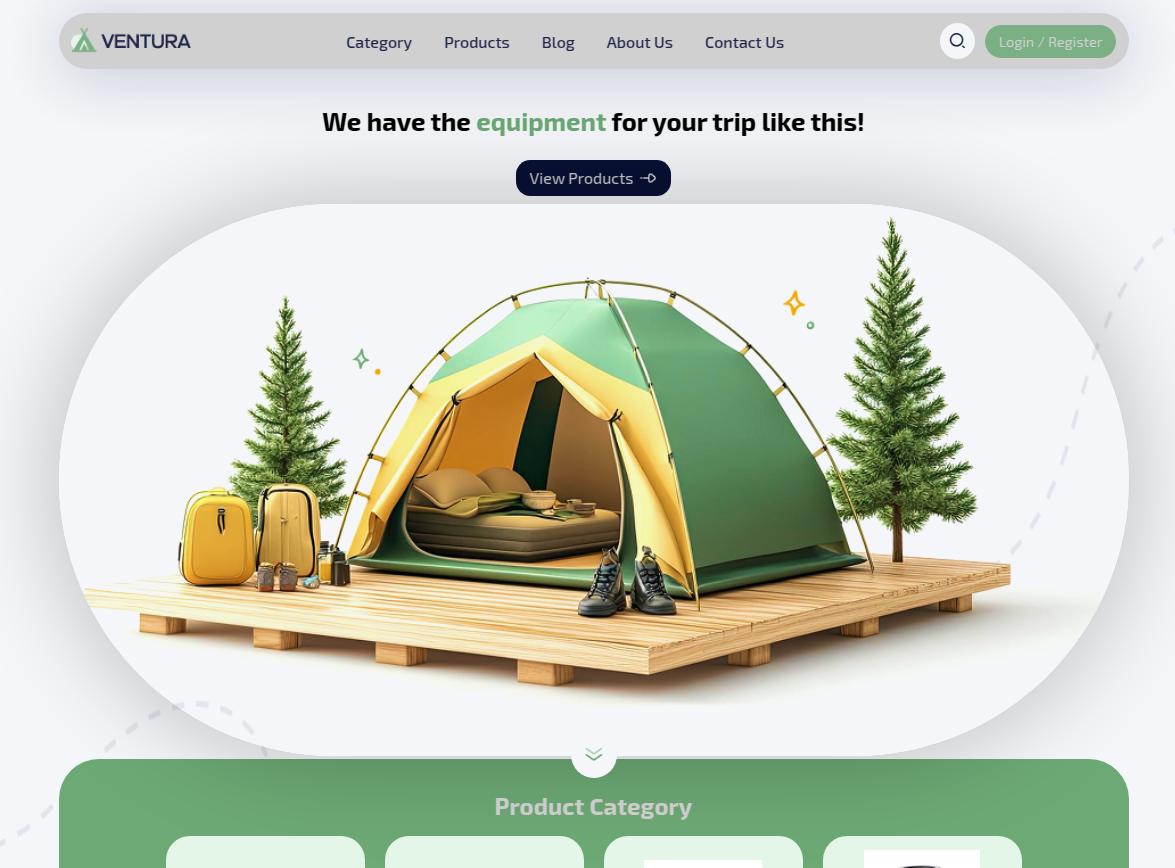 VENTURA
Category
Products
Blog
About Us
Contact Us
Login / Register
We have the equipment for your trip like this!
View Products
Product Category